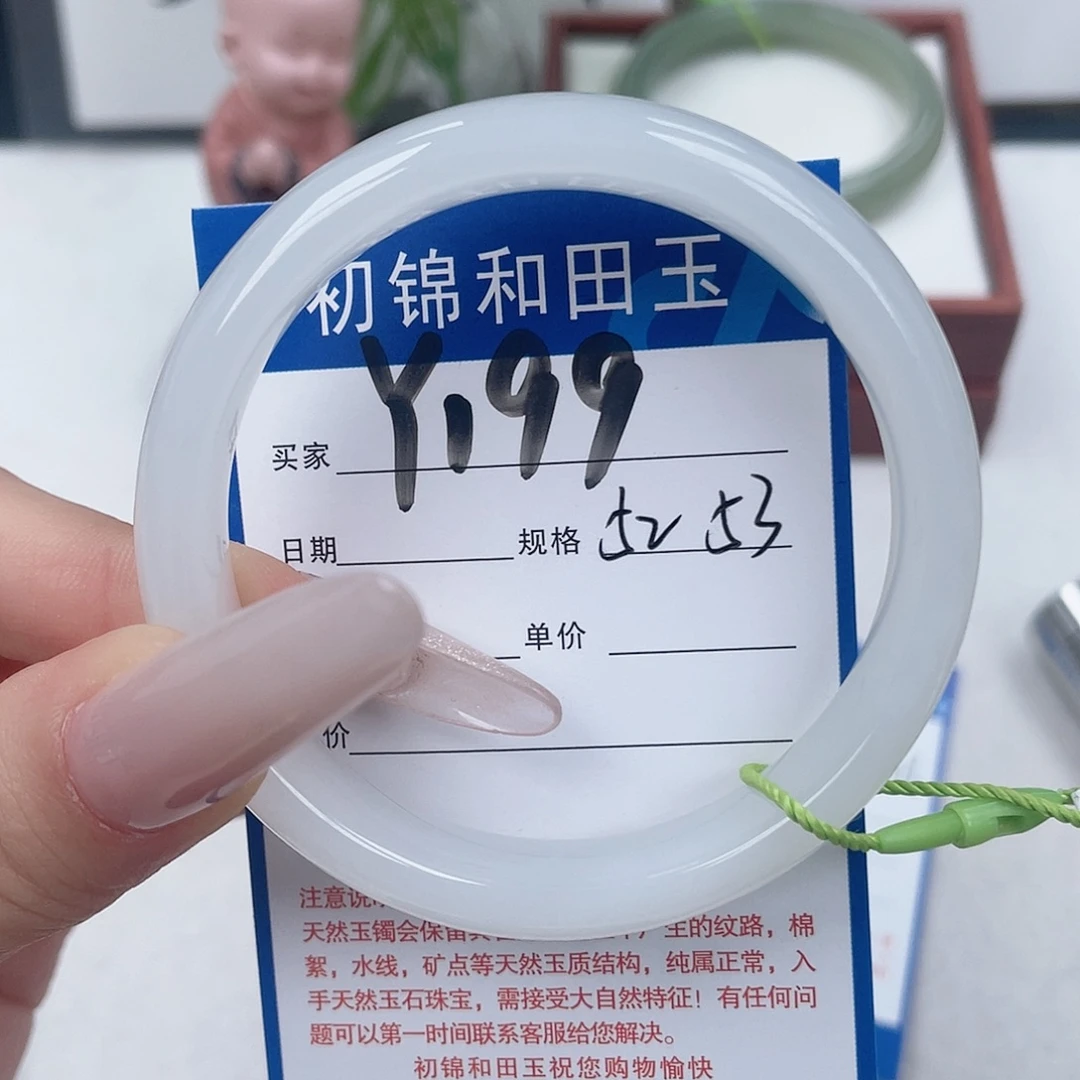 初锦和田玉
Y.99
买家
日期 规格 52 53
单价
价
注意说
天然玉镯会保留 生的纹路，棉
絮，水线，矿点等天然玉质结构，纯属正常，入
手天然玉石珠宝，需接受大自然特征！有任何问
题可以第一时间联系客服给您解决。
初锦和田玉祝您购物愉快